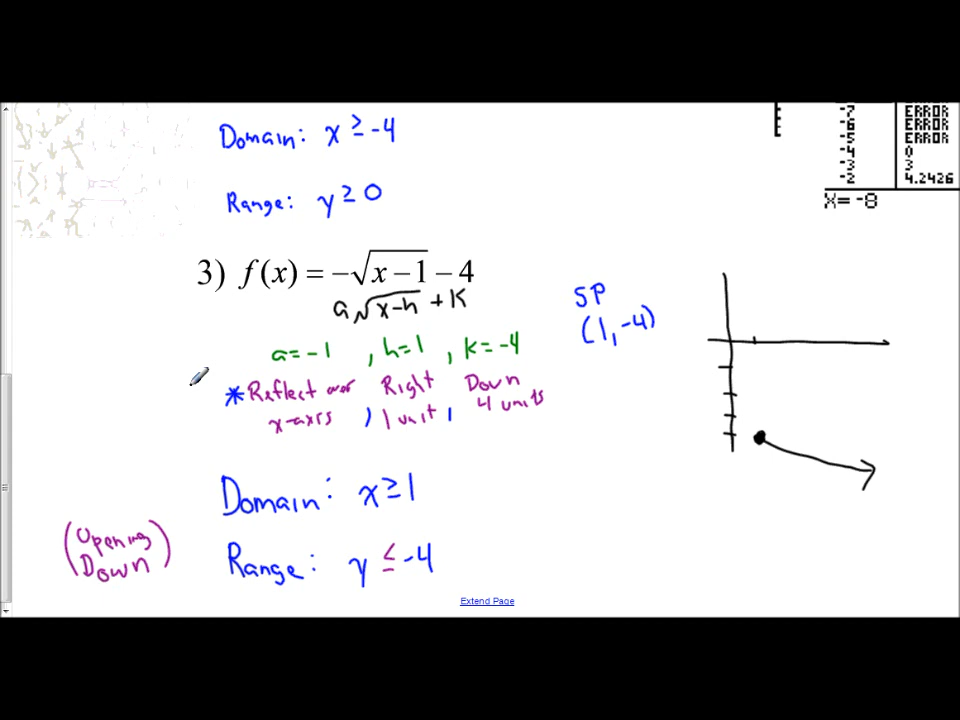 Domain: x ≥ -4
Range: y ≥ 0
-7 ERROR
-6 ERROR
-5 ERROR
-4 0
-3 3
-2 4.2426
X= -8
3) f(x) = −√(x − 1) − 4
a√(x-h) + K
SP
(1, -4)
a = -1 , h=1 , K = -4
*Reflect over Right Down
x-axis , 1 unit , 4 units
Domain: x ≥ 1
(Opening
Down)
Range: y ≤ -4
Extend Page